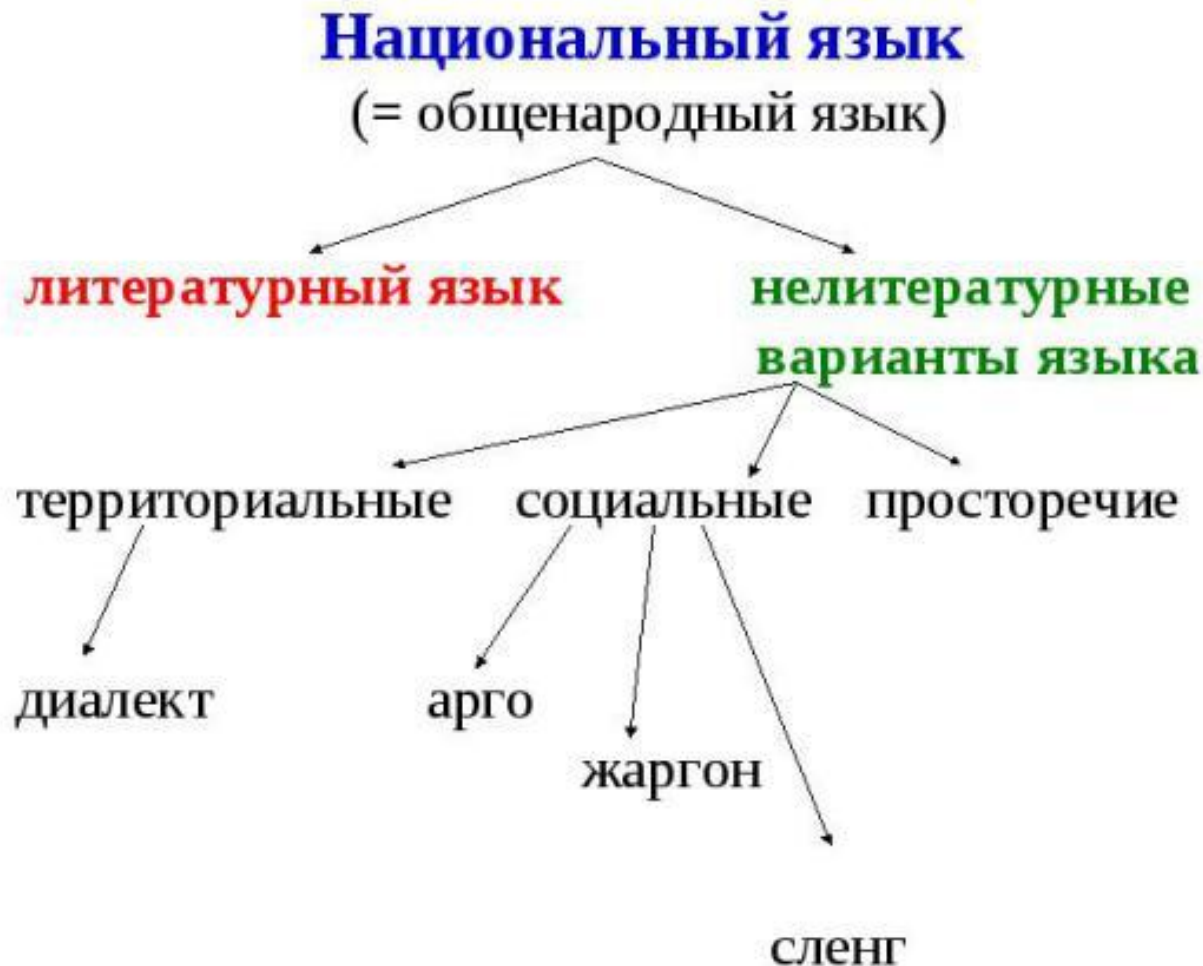 Национальный язык
(= общенародный язык)
литературный язык
нелитературные
варианты языка
территориальные
социальные
просторечие
диалект
арго
жаргон
сленг